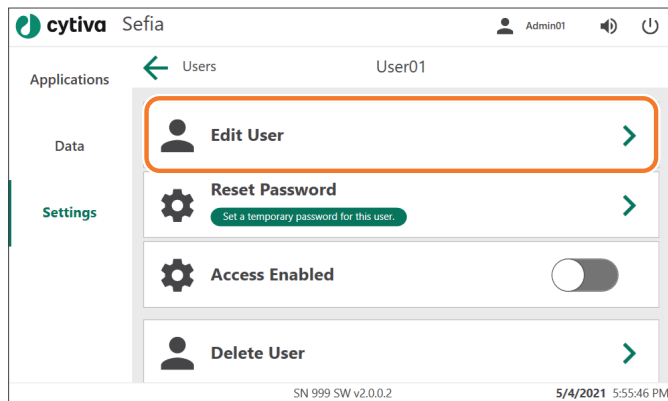 cytiva Sefia Admin01
Applications
Data
Settings
Users User01
Edit User
Reset Password
Set a temporary password for this user.
Access Enabled
Delete User
SN 999 SW v2.0.0.2 5/4/2021 5:55:46 PM